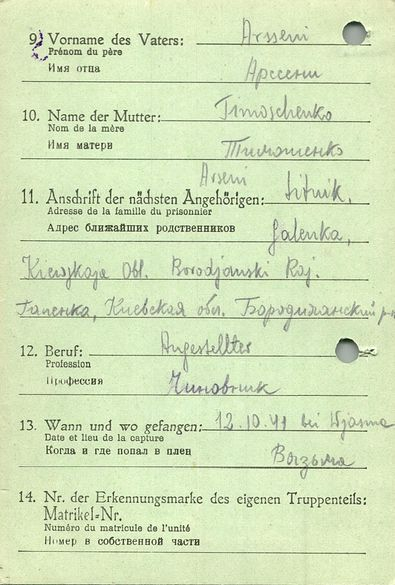 9. Vorname des Vaters: Arsseni
Prénom du père
Имя отца Арссени
10. Name der Mutter: Timoschenko
Nom de la mère
Имя матери Тимошенко
Arseni
11. Anschrift der nächsten Angehörigen: Sitnik,
Adresse de la famille du prisonnier
Адрес ближайших родственников Galenka,
Kiewskaja Obl. Borodjanski Raj.
Галенка, Киевская обл. Бородилянский р-н
12. Beruf: Angestellter
Profession
Профессия Чиновник
13. Wann und wo gefangen: 12.10.41 bei Wjasma
Date et lieu de la capture
Когда и где попал в плен Вязьма
14. Nr. der Erkennungsmarke des eigenen Truppenteils:
Matrikel=Nr.
Numéro du matricule de l'unité
Номер в собственной части